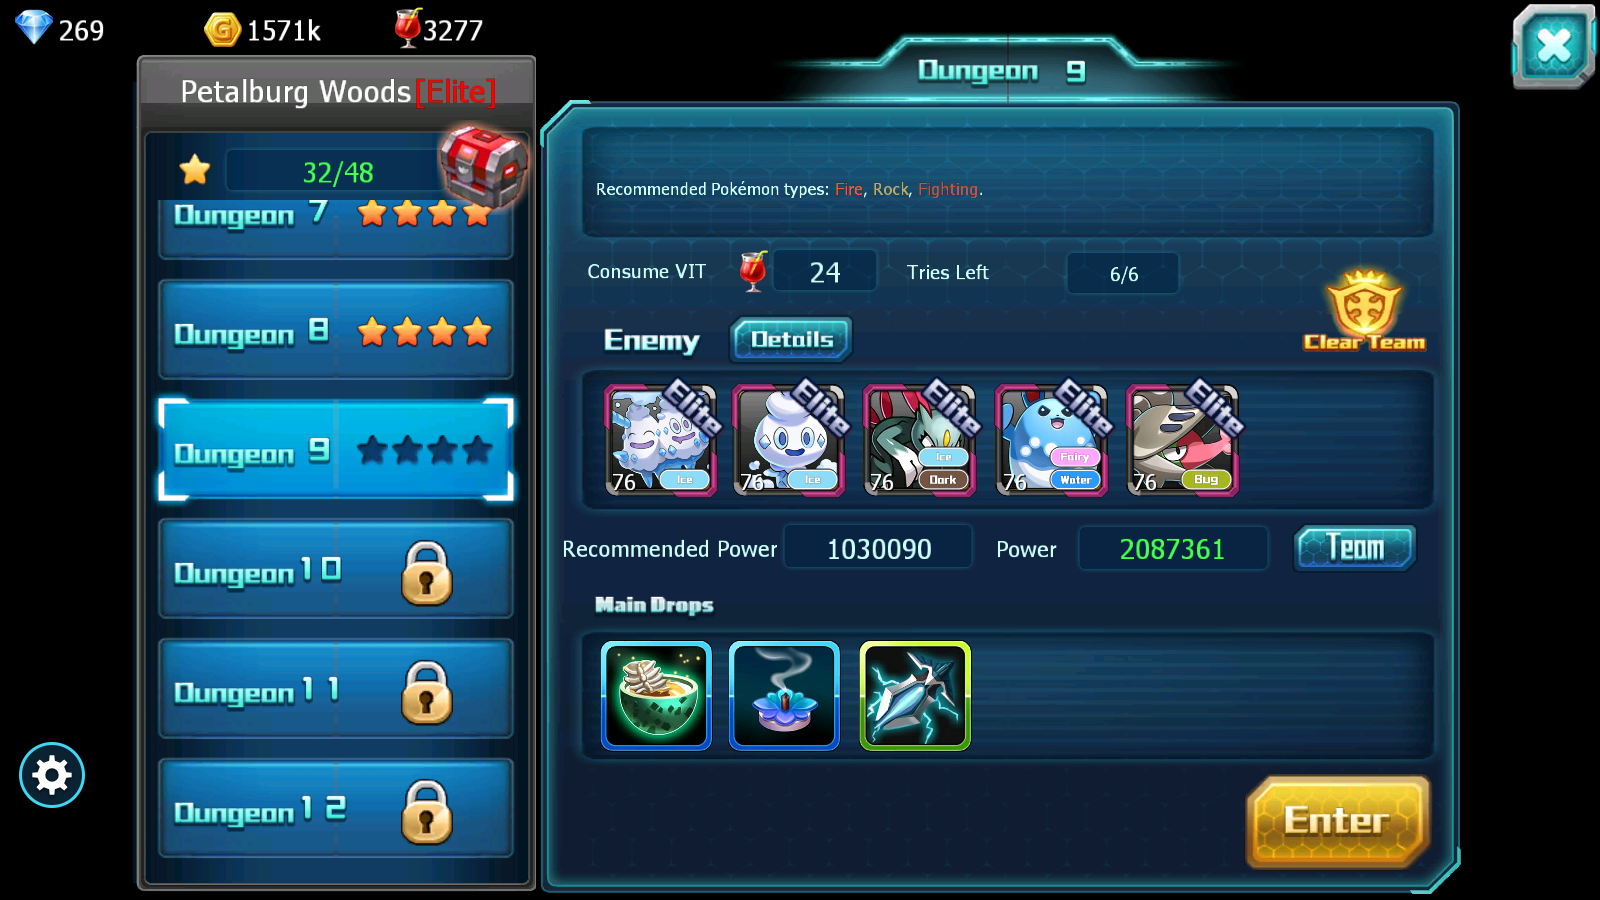 269
1571k
3277
Petalburg Woods[Elite]
32/48
Dungeon 7
Dungeon 8
Dungeon 9
Dungeon 10
Dungeon 11
Dungeon 12
Dungeon 9
Recommended Pokémon types: Fire, Rock, Fighting.
Consume VIT 24 Tries Left 6/6
Clear Team
Enemy Details
Elite Elite Elite Elite Elite
Ice Fairy
76 Ice 76 Ice 76 Dark 76 Water 76 Bug
Recommended Power 1030090 Power 2087361 Team
Main Drops
Enter